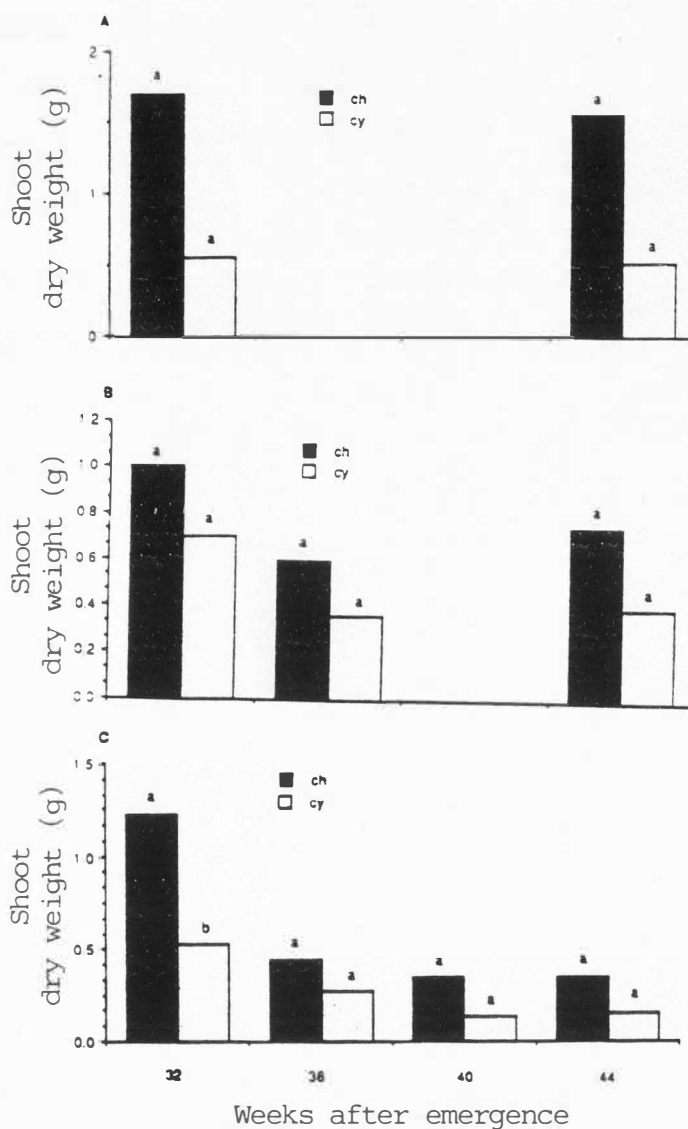 A
Shoot
dry weight (g)
2
1
0
a
a
a
a
ch
cy
B
Shoot
dry weight (g)
1.2
1.0
0.8
0.6
0.4
0.2
0.0
a
a
a
a
a
a
ch
cy
C
Shoot
dry weight (g)
1.5
1.0
0.5
0.0
a
b
a
a
a
a
a
a
ch
cy
32
36
40
44
Weeks after emergence